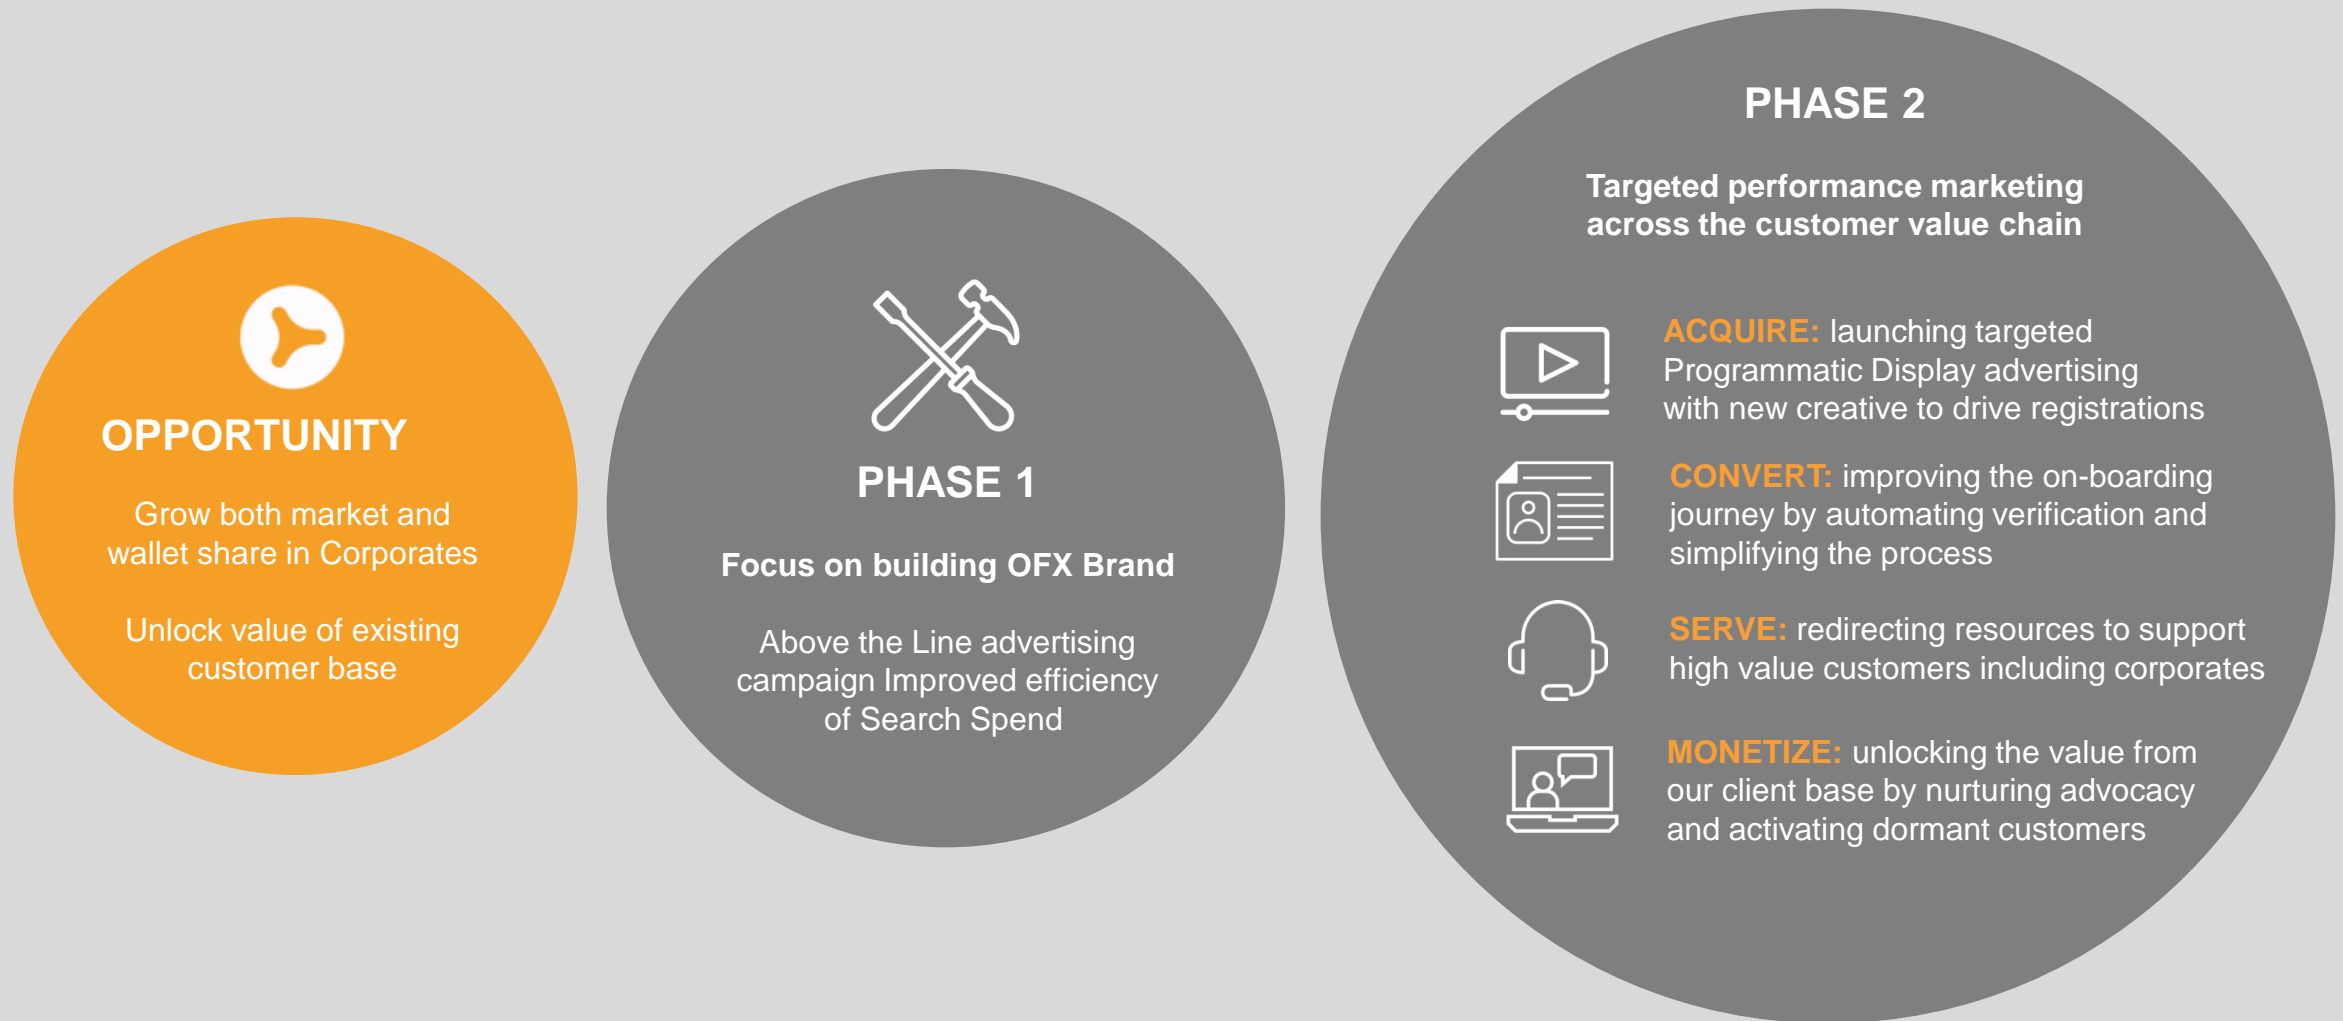 OPPORTUNITY
Grow both market and
wallet share in Corporates
Unlock value of existing
customer base
PHASE 1
Focus on building OFX Brand
Above the Line advertising
campaign Improved efficiency
of Search Spend
PHASE 2
Targeted performance marketing
across the customer value chain
ACQUIRE: launching targeted
Programmatic Display advertising
with new creative to drive registrations
CONVERT: improving the on-boarding
journey by automating verification and
simplifying the process
SERVE: redirecting resources to support
high value customers including corporates
MONETIZE: unlocking the value from
our client base by nurturing advocacy
and activating dormant customers